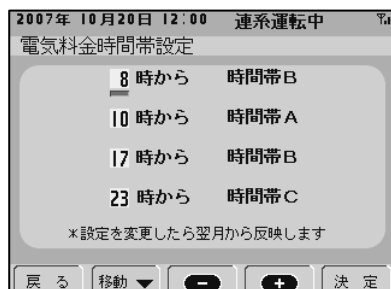 2007年 10月20日 12:00 連系運転中
電気料金時間帯設定
8 時から 時間帯B
10 時から 時間帯A
17 時から 時間帯B
23 時から 時間帯C
*設定を変更したら翌月から反映します
戻る 移動▼ − + 決定